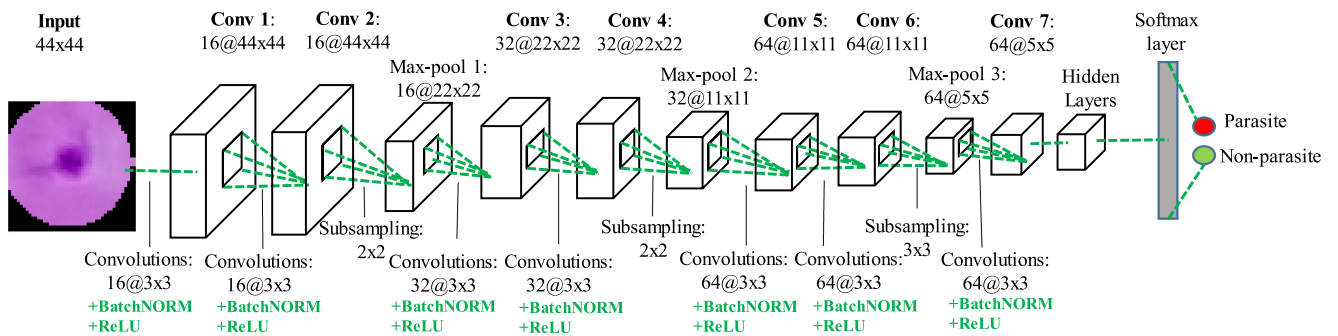 Input
44x44
Conv 1:
16@44x44
Conv 2:
16@44x44
Max-pool 1:
16@22x22
Conv 3:
32@22x22
Conv 4:
32@22x22
Max-pool 2:
32@11x11
Conv 5:
64@11x11
Conv 6:
64@11x11
Max-pool 3:
64@5x5
Conv 7:
64@5x5
Hidden
Layers
Softmax
layer
Parasite
Non-parasite
Subsampling:
2x2
Subsampling:
2x2
Subsampling:
3x3
Convolutions:
16@3x3
+BatchNORM
+ReLU
Convolutions:
16@3x3
+BatchNORM
+ReLU
Convolutions:
32@3x3
+BatchNORM
+ReLU
Convolutions:
32@3x3
+BatchNORM
+ReLU
Convolutions:
64@3x3
+BatchNORM
+ReLU
Convolutions:
64@3x3
+BatchNORM
+ReLU
Convolutions:
64@3x3
+BatchNORM
+ReLU